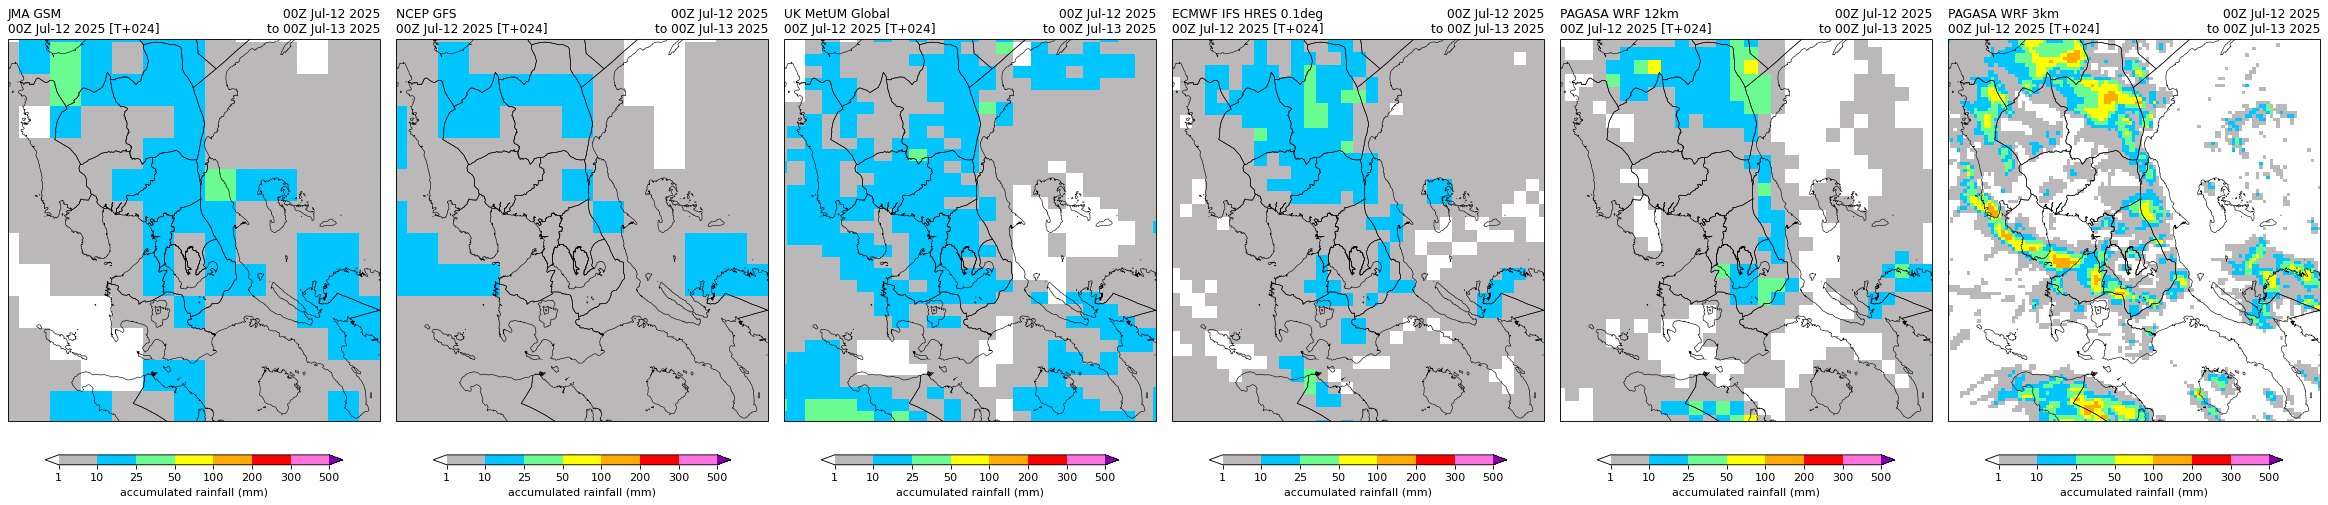 JMA GSM 00Z Jul-12 2025
00Z Jul-12 2025 [T+024] to 00Z Jul-13 2025
1 10 25 50 100 200 300 500
accumulated rainfall (mm)
NCEP GFS 00Z Jul-12 2025
00Z Jul-12 2025 [T+024] to 00Z Jul-13 2025
1 10 25 50 100 200 300 500
accumulated rainfall (mm)
UK MetUM Global 00Z Jul-12 2025
00Z Jul-12 2025 [T+024] to 00Z Jul-13 2025
1 10 25 50 100 200 300 500
accumulated rainfall (mm)
ECMWF IFS HRES 0.1deg 00Z Jul-12 2025
00Z Jul-12 2025 [T+024] to 00Z Jul-13 2025
1 10 25 50 100 200 300 500
accumulated rainfall (mm)
PAGASA WRF 12km 00Z Jul-12 2025
00Z Jul-12 2025 [T+024] to 00Z Jul-13 2025
1 10 25 50 100 200 300 500
accumulated rainfall (mm)
PAGASA WRF 3km 00Z Jul-12 2025
00Z Jul-12 2025 [T+024] to 00Z Jul-13 2025
1 10 25 50 100 200 300 500
accumulated rainfall (mm)